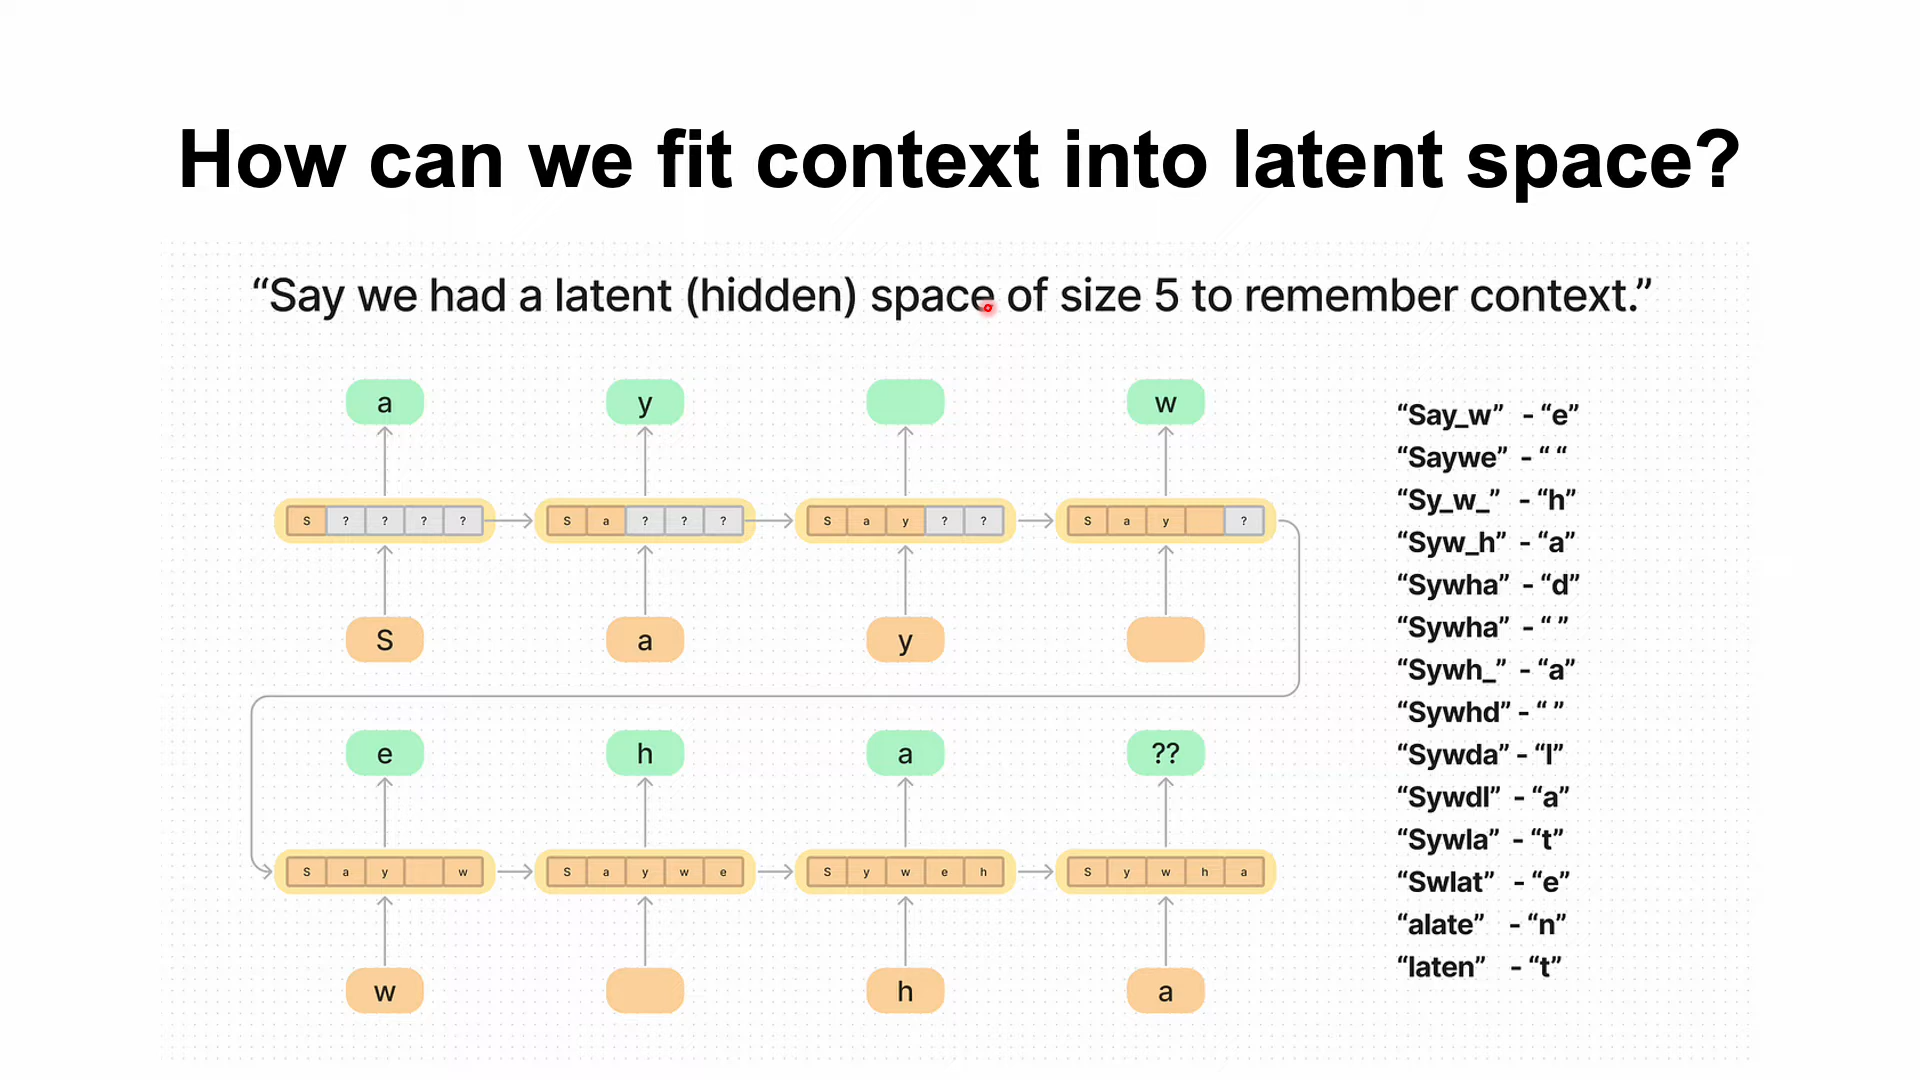 How can we fit context into latent space?
“Say we had a latent (hidden) space of size 5 to remember context.”
a y w
S ? ? ? ? S a ? ? ? S a y ? ? S a y ?
S a y
e h a ??
S a y w S a y w e S y w e h S y w h a
w h a
“Say_w” - “e”
“Saywe” - “ “
“Sy_w_” - “h”
“Syw_h” - “a”
“Sywha” - “d”
“Sywha” - “ ”
“Sywh_” - “a”
“Sywhd” - “ ”
“Sywda” - “l”
“Sywdl” - “a”
“Sywla” - “t”
“Swlat” - “e”
“alate” - “n”
“laten” - “t”